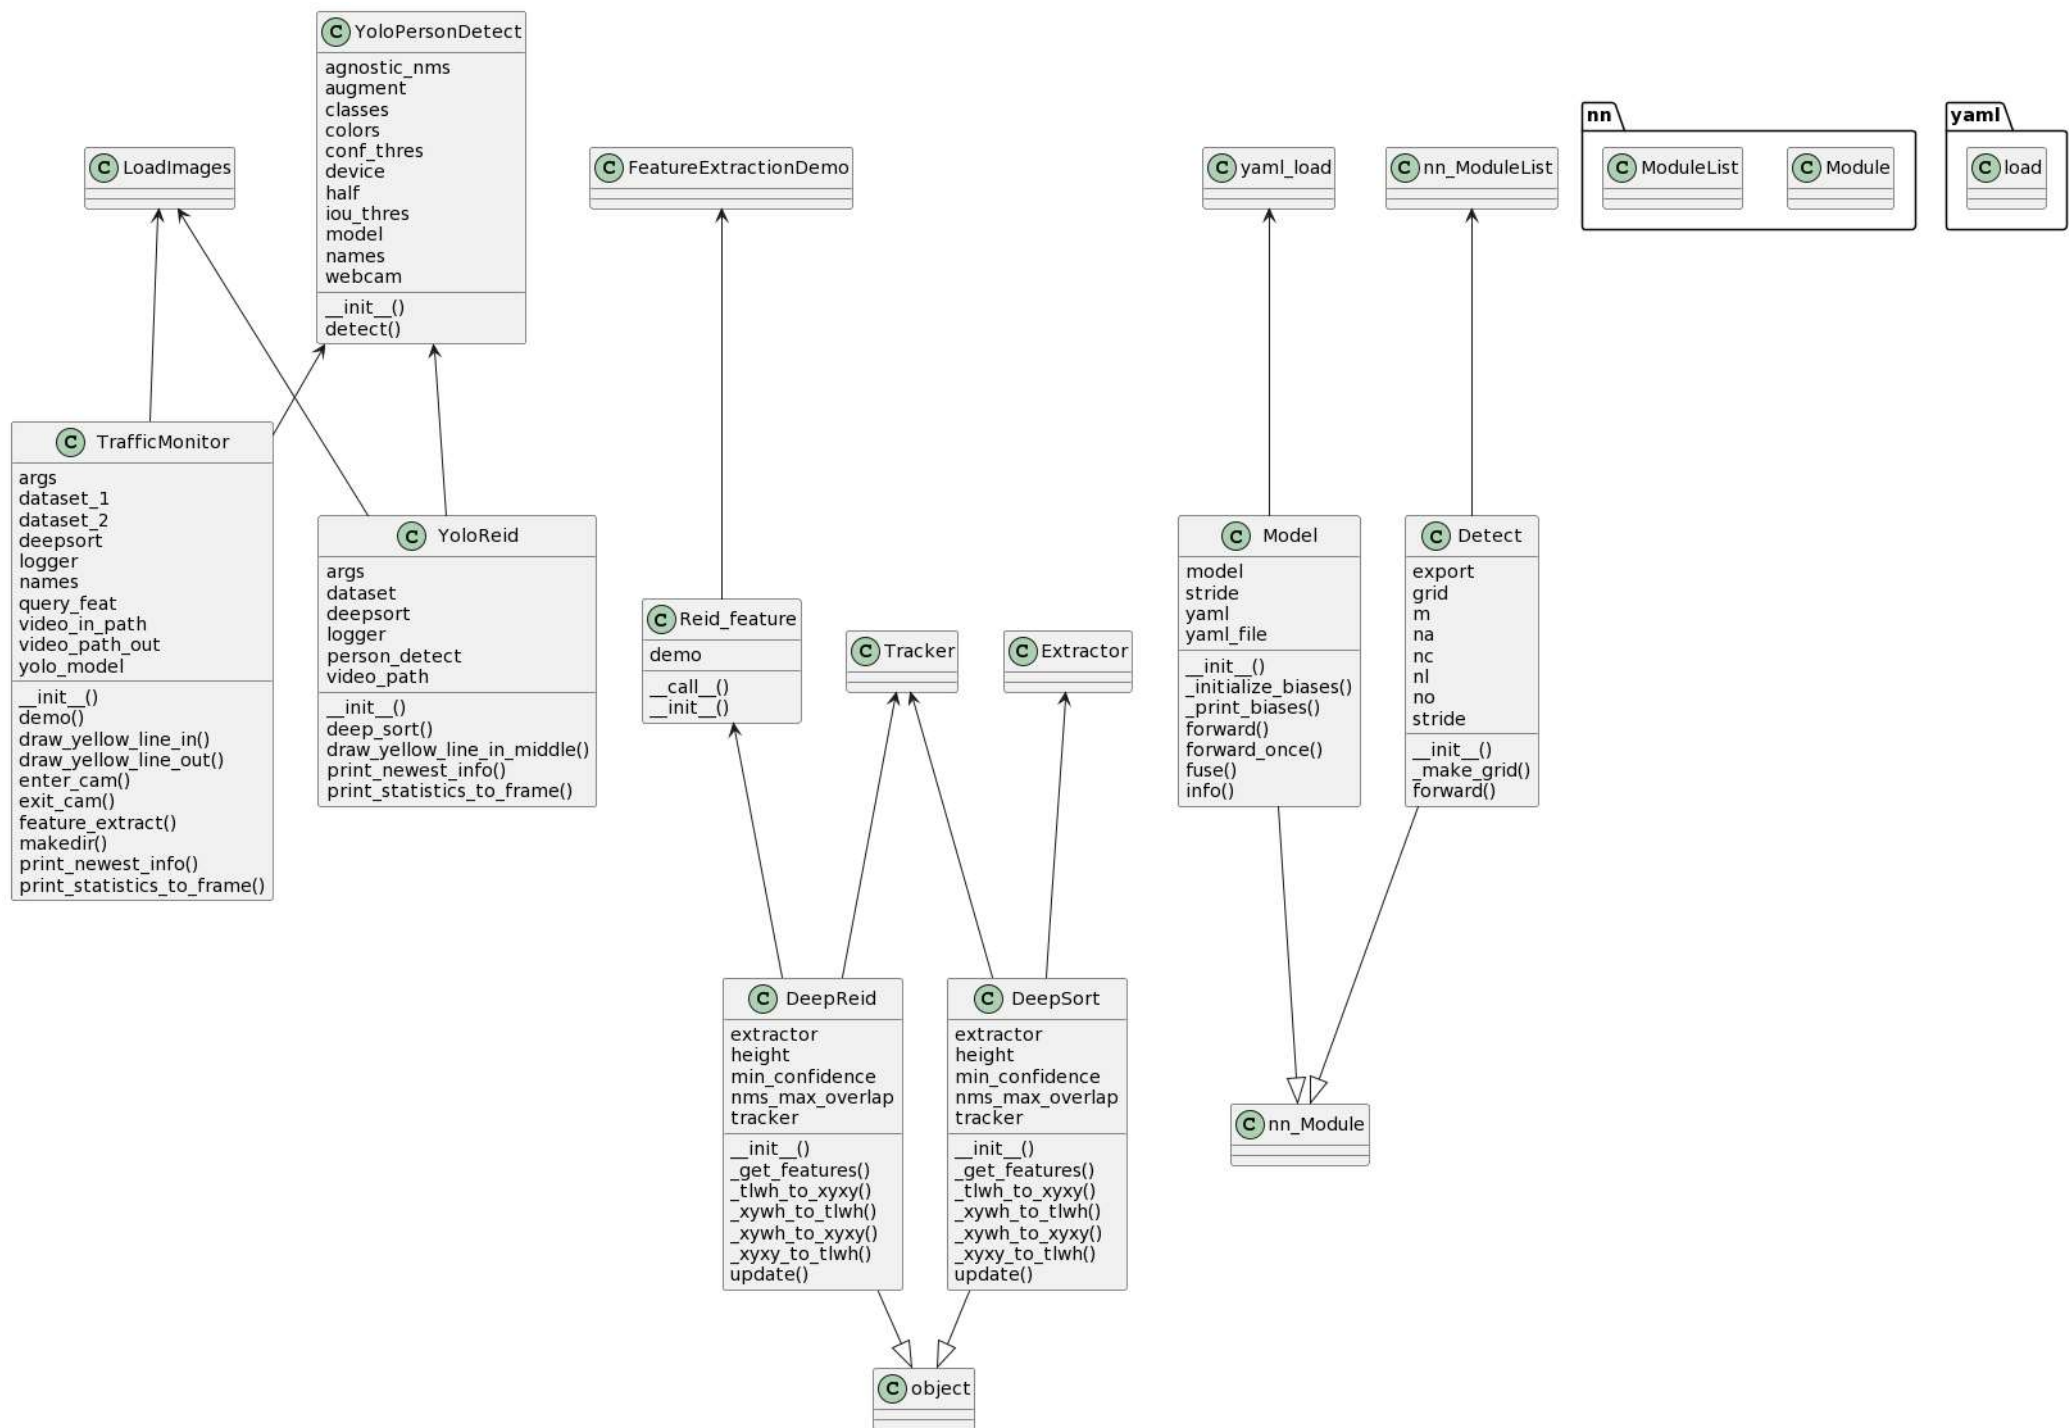 C YoloPersonDetect
agnostic_nms
augment
classes
colors
conf_thres
device
half
iou_thres
model
names
webcam
__init__()
detect()
C LoadImages
C FeatureExtractionDemo
C yaml_load
C nn_ModuleList
nn
C ModuleList
C Module
yaml
C load
C TrafficMonitor
args
dataset_1
dataset_2
deepsort
logger
names
query_feat
video_in_path
video_path_out
yolo_model
__init__()
demo()
draw_yellow_line_in()
draw_yellow_line_out()
enter_cam()
exit_cam()
feature_extract()
makedir()
print_newest_info()
print_statistics_to_frame()
C YoloReid
args
dataset
deepsort
logger
person_detect
video_path
__init__()
deep_sort()
draw_yellow_line_in_middle()
print_newest_info()
print_statistics_to_frame()
C Reid_feature
demo
__call__()
__init__()
C Tracker
C Extractor
C Model
model
stride
yaml
yaml_file
__init__()
_initialize_biases()
_print_biases()
forward()
forward_once()
fuse()
info()
C Detect
export
grid
m
na
nc
nl
no
stride
__init__()
_make_grid()
forward()
C DeepReid
extractor
height
min_confidence
nms_max_overlap
tracker
__init__()
_get_features()
_tlwh_to_xyxy()
_xywh_to_tlwh()
_xywh_to_xyxy()
_xyxy_to_tlwh()
update()
C DeepSort
extractor
height
min_confidence
nms_max_overlap
tracker
__init__()
_get_features()
_tlwh_to_xyxy()
_xywh_to_tlwh()
_xywh_to_xyxy()
_xyxy_to_tlwh()
update()
C nn_Module
C object